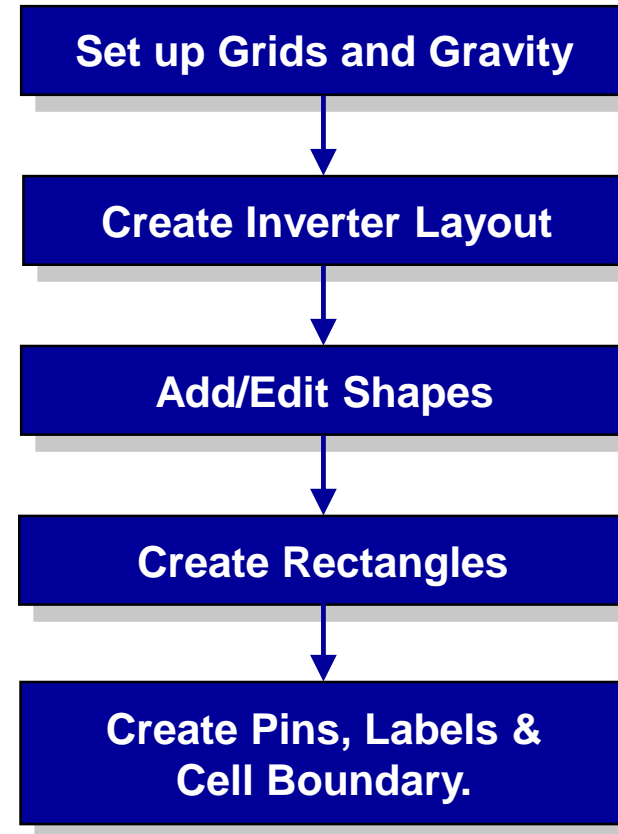 Set up Grids and Gravity
Create Inverter Layout
Add/Edit Shapes
Create Rectangles
Create Pins, Labels &
Cell Boundary.